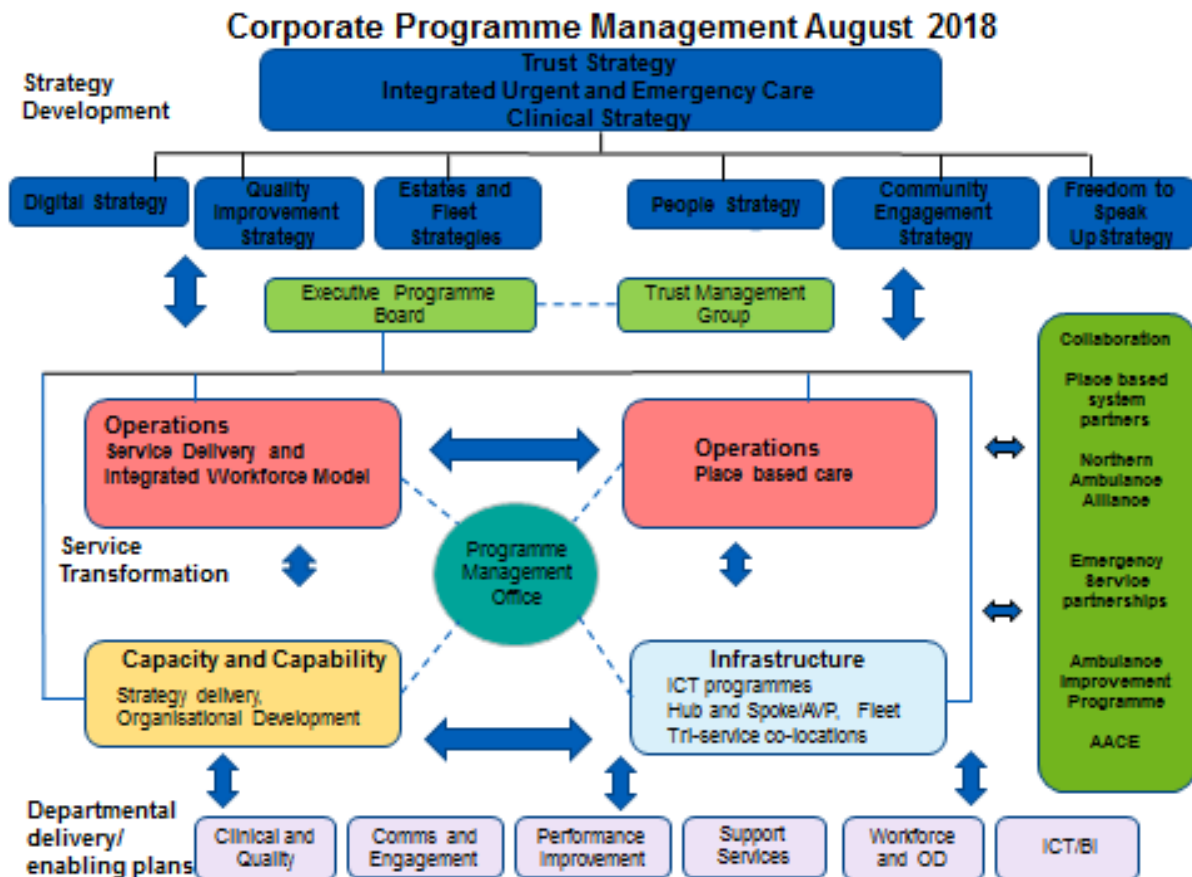 Corporate Programme Management August 2018
Strategy
Development
Trust Strategy
Integrated Urgent and Emergency Care
Clinical Strategy
Digital Strategy
Quality
Improvement
Strategy
Estates and
Fleet
Strategies
People Strategy
Community
Engagement
Strategy
Freedom to
Speak
Up Strategy
Executive Programme
Board
Trust Management
Group
Operations
Service Delivery and
Integrated Workforce Model
Operations
Place based care
Service
Transformation
Programme
Management
Office
Capacity and Capability
Strategy delivery,
Organisational Development
Infrastructure
ICT programmes
Hub and Spoke/AVP, Fleet
Tri-service co-locations
Collaboration
Place based
system
partners
Northern
Ambulance
Alliance
Emergency
Service
partnerships
Ambulance
Improvement
Programme
AACE
Departmental
delivery/
enabling plans
Clinical and
Quality
Comms and
Engagement
Performance
Improvement
Support
Services
Workforce
and OD
ICT/BI